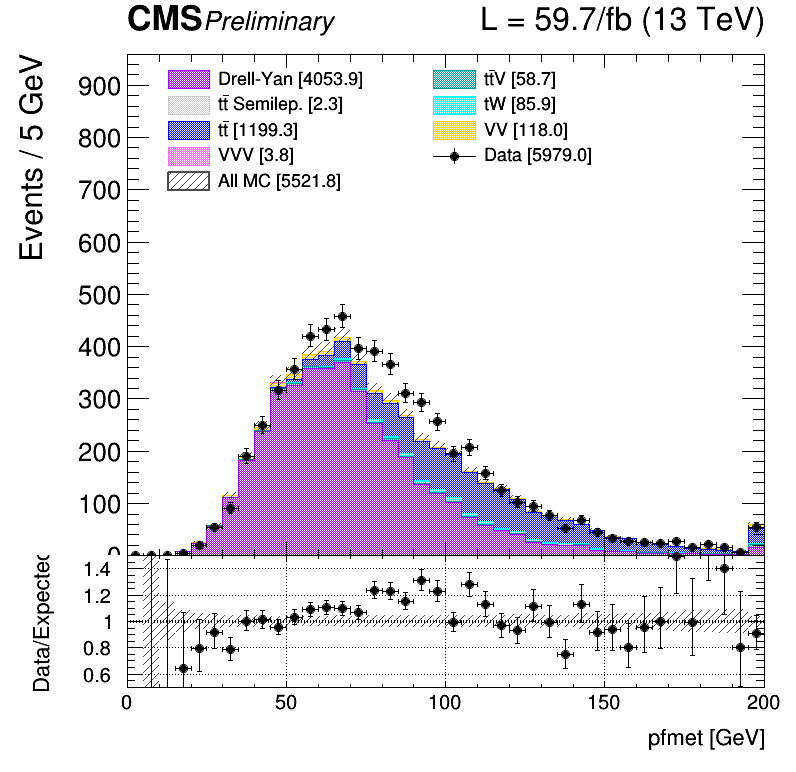 CMS Preliminary L = 59.7/fb (13 TeV)
Events / 5 GeV
900
800
700
600
500
400
300
200
100
0
Drell-Yan [4053.9]
tt̄ Semilep. [2.3]
tt̄ [1199.3]
VVV [3.8]
All MC [5521.8]
tt̄V [58.7]
tW [85.9]
VV [118.0]
Data [5979.0]
Data/Expected
1.4
1.2
1
0.8
0.6
0 50 100 150 200
pfmet [GeV]